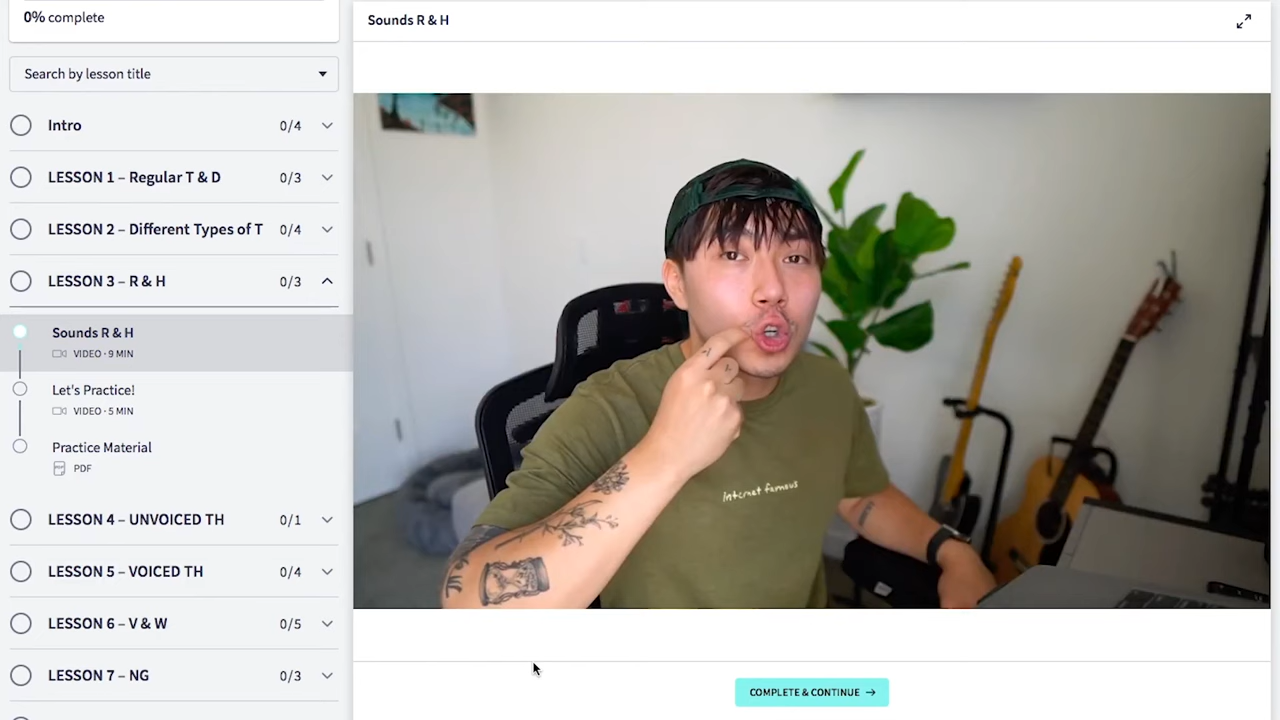 0% complete
Search by lesson title
Intro 0/4
LESSON 1 – Regular T & D 0/3
LESSON 2 – Different Types of T 0/4
LESSON 3 – R & H 0/3
Sounds R & H
VIDEO · 9 MIN
Let's Practice!
VIDEO · 5 MIN
Practice Material
PDF
LESSON 4 – UNVOICED TH 0/1
LESSON 5 – VOICED TH 0/4
LESSON 6 – V & W 0/5
LESSON 7 – NG 0/3
Sounds R & H
internet famous
COMPLETE & CONTINUE →